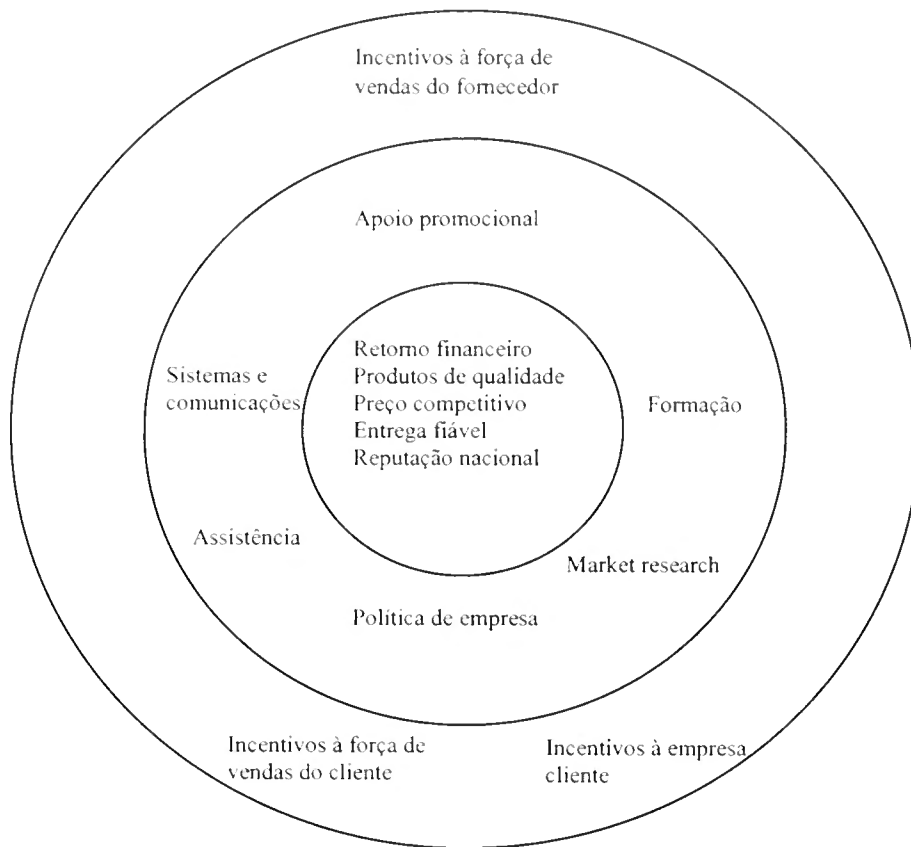 Incentivos à força de
vendas do fornecedor
Apoio promocional
Retorno financeiro
Produtos de qualidade
Preço competitivo
Entrega fiável
Reputação nacional
Sistemas e
comunicações
Formação
Assistência
Market research
Política de empresa
Incentivos à força de
vendas do cliente
Incentivos à empresa
cliente